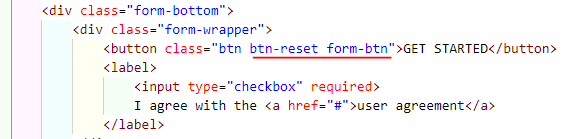 <div class="form-bottom">
<div class="form-wrapper">
<button class="btn btn-reset form-btn">GET STARTED</button>
<label>
<input type="checkbox" required>
I agree with the <a href="#">user agreement</a>
</label>